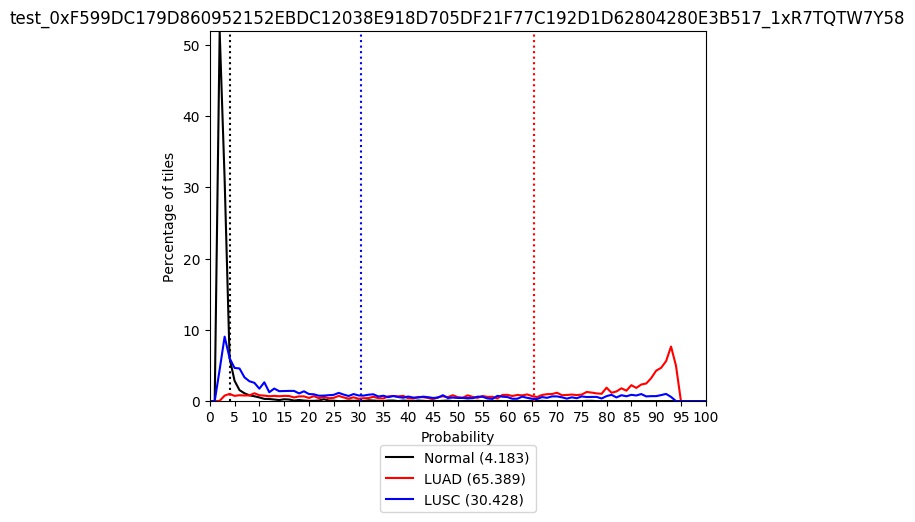 test_0xF599DC179D860952152EBDC12038E918D705DF21F77C192D1D62804280E3B517_1xR7TQTW7Y58
50
40
30
20
10
0
0 5 10 15 20 25 30 35 40 45 50 55 60 65 70 75 80 85 90 95 100
Percentage of tiles
Probability
Normal (4.183)
LUAD (65.389)
LUSC (30.428)